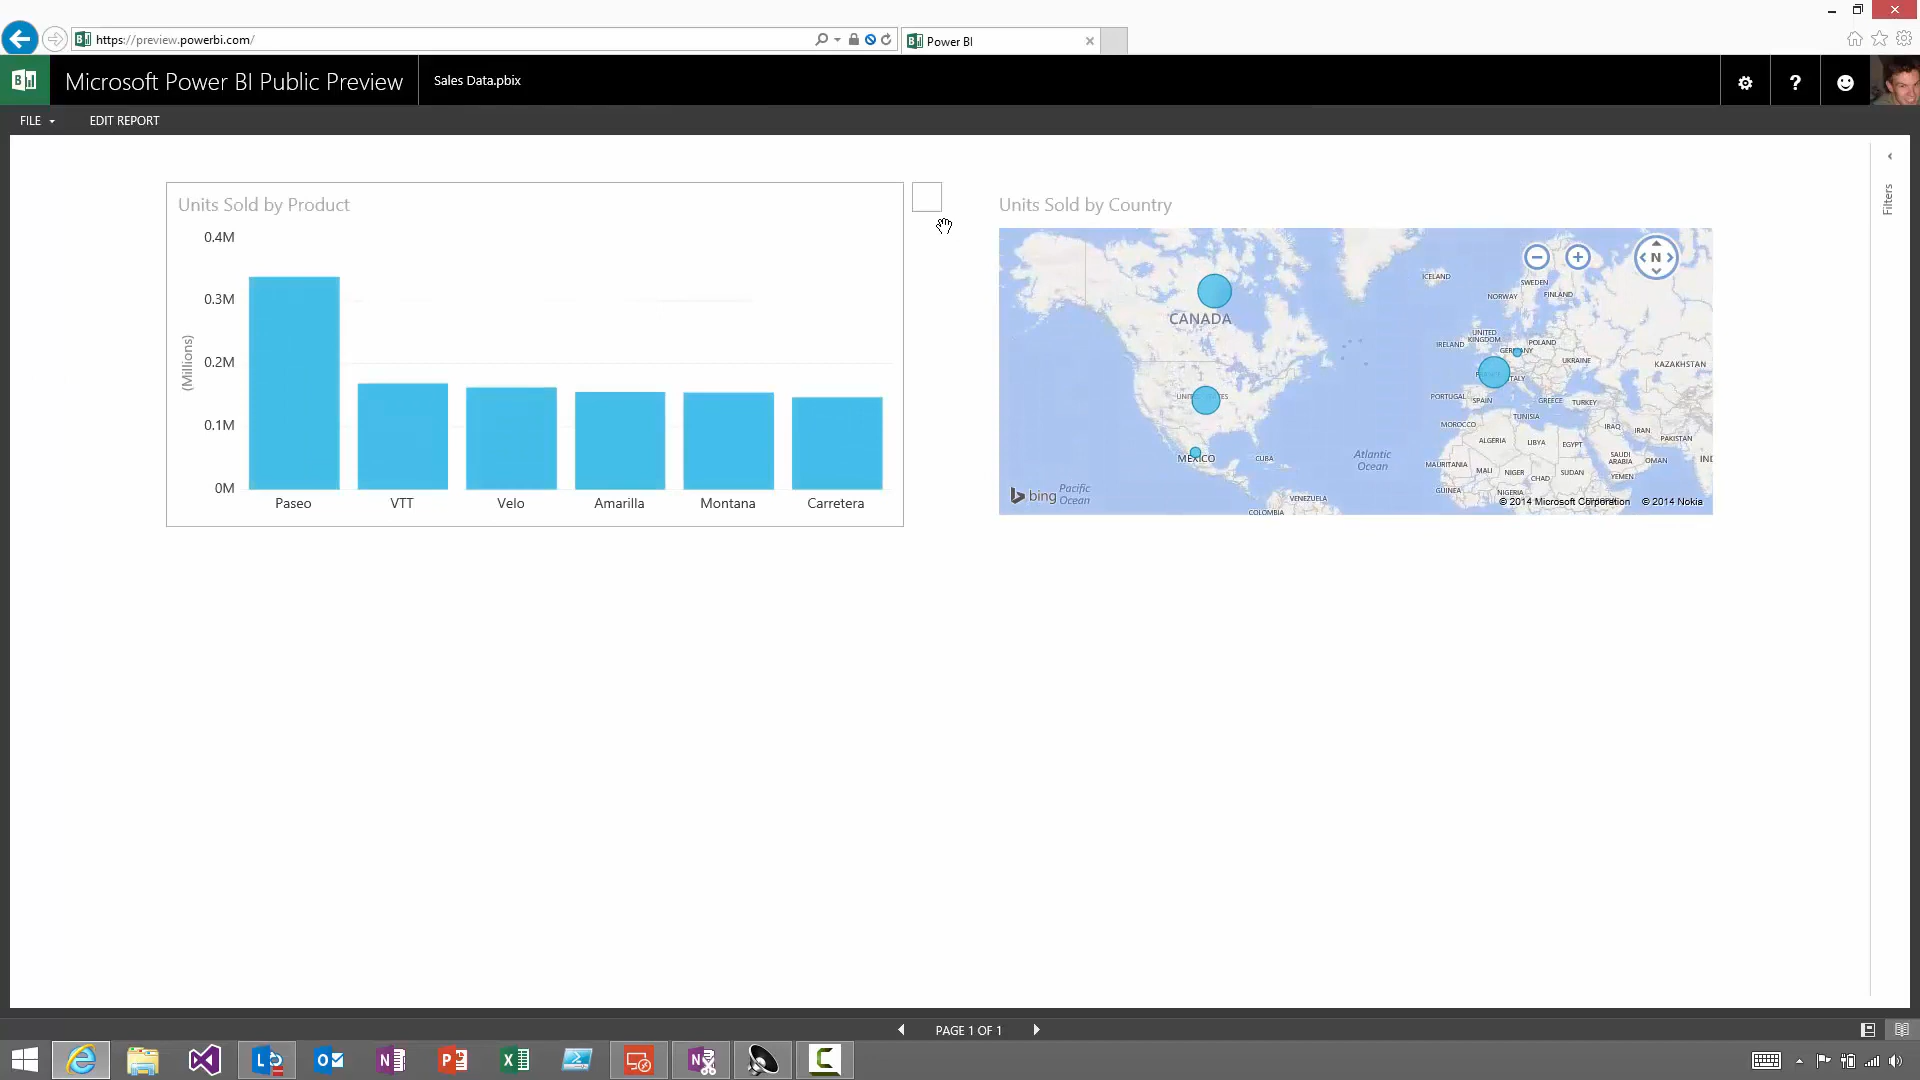 https://preview.powerbi.com/
Power BI
Microsoft Power BI Public Preview
Sales Data.pbix
FILE
EDIT REPORT
Filters
Units Sold by Product
0.4M
0.3M
0.2M
0.1M
0M
(Millions)
Paseo
VTT
Velo
Amarilla
Montana
Carretera
Units Sold by Country
N
ICELAND
SWEDEN
NORWAY
FINLAND
CANADA
UNITED
KINGDOM
IRELAND
GERMANY
POLAND
UKRAINE
KAZAKHSTAN
ITALY
PORTUGAL
SPAIN
GREECE
TURKEY
TUNISIA
MOROCCO
IRAQ
IRAN
PAKISTAN
ALGERIA
LIBYA
EGYPT
SAUDI
ARABIA
OMAN
MAURITANIA
MALI
NIGER
SUDAN
YEMEN
CHAD
GUINEA
NIGERIA
MEXICO
CUBA
VENEZUELA
COLOMBIA
Atlantic
Ocean
Pacific
Ocean
bing
© 2014 Microsoft Corporation
© 2014 Nokia
PAGE 1 OF 1